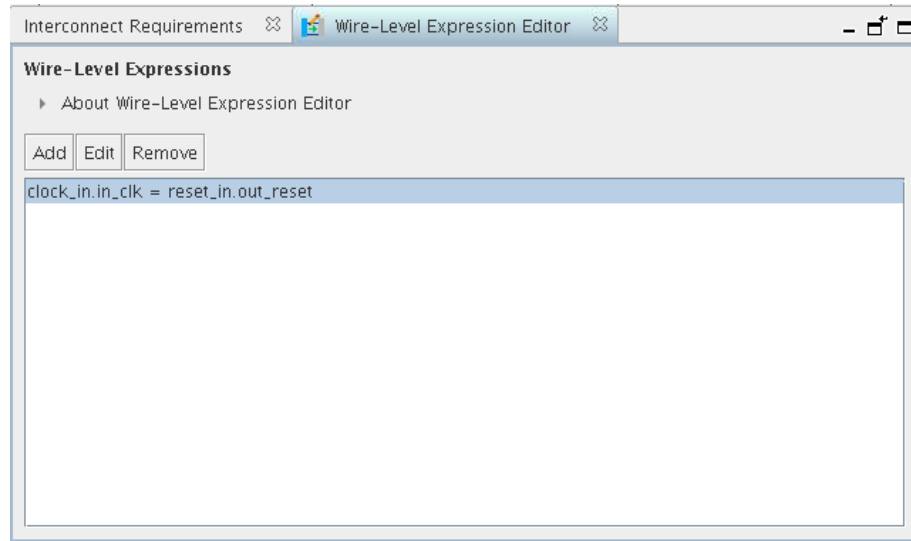 Interconnect Requirements Wire-Level Expression Editor
Wire-Level Expressions
About Wire-Level Expression Editor
Add Edit Remove
clock_in.in_clk = reset_in.out_reset